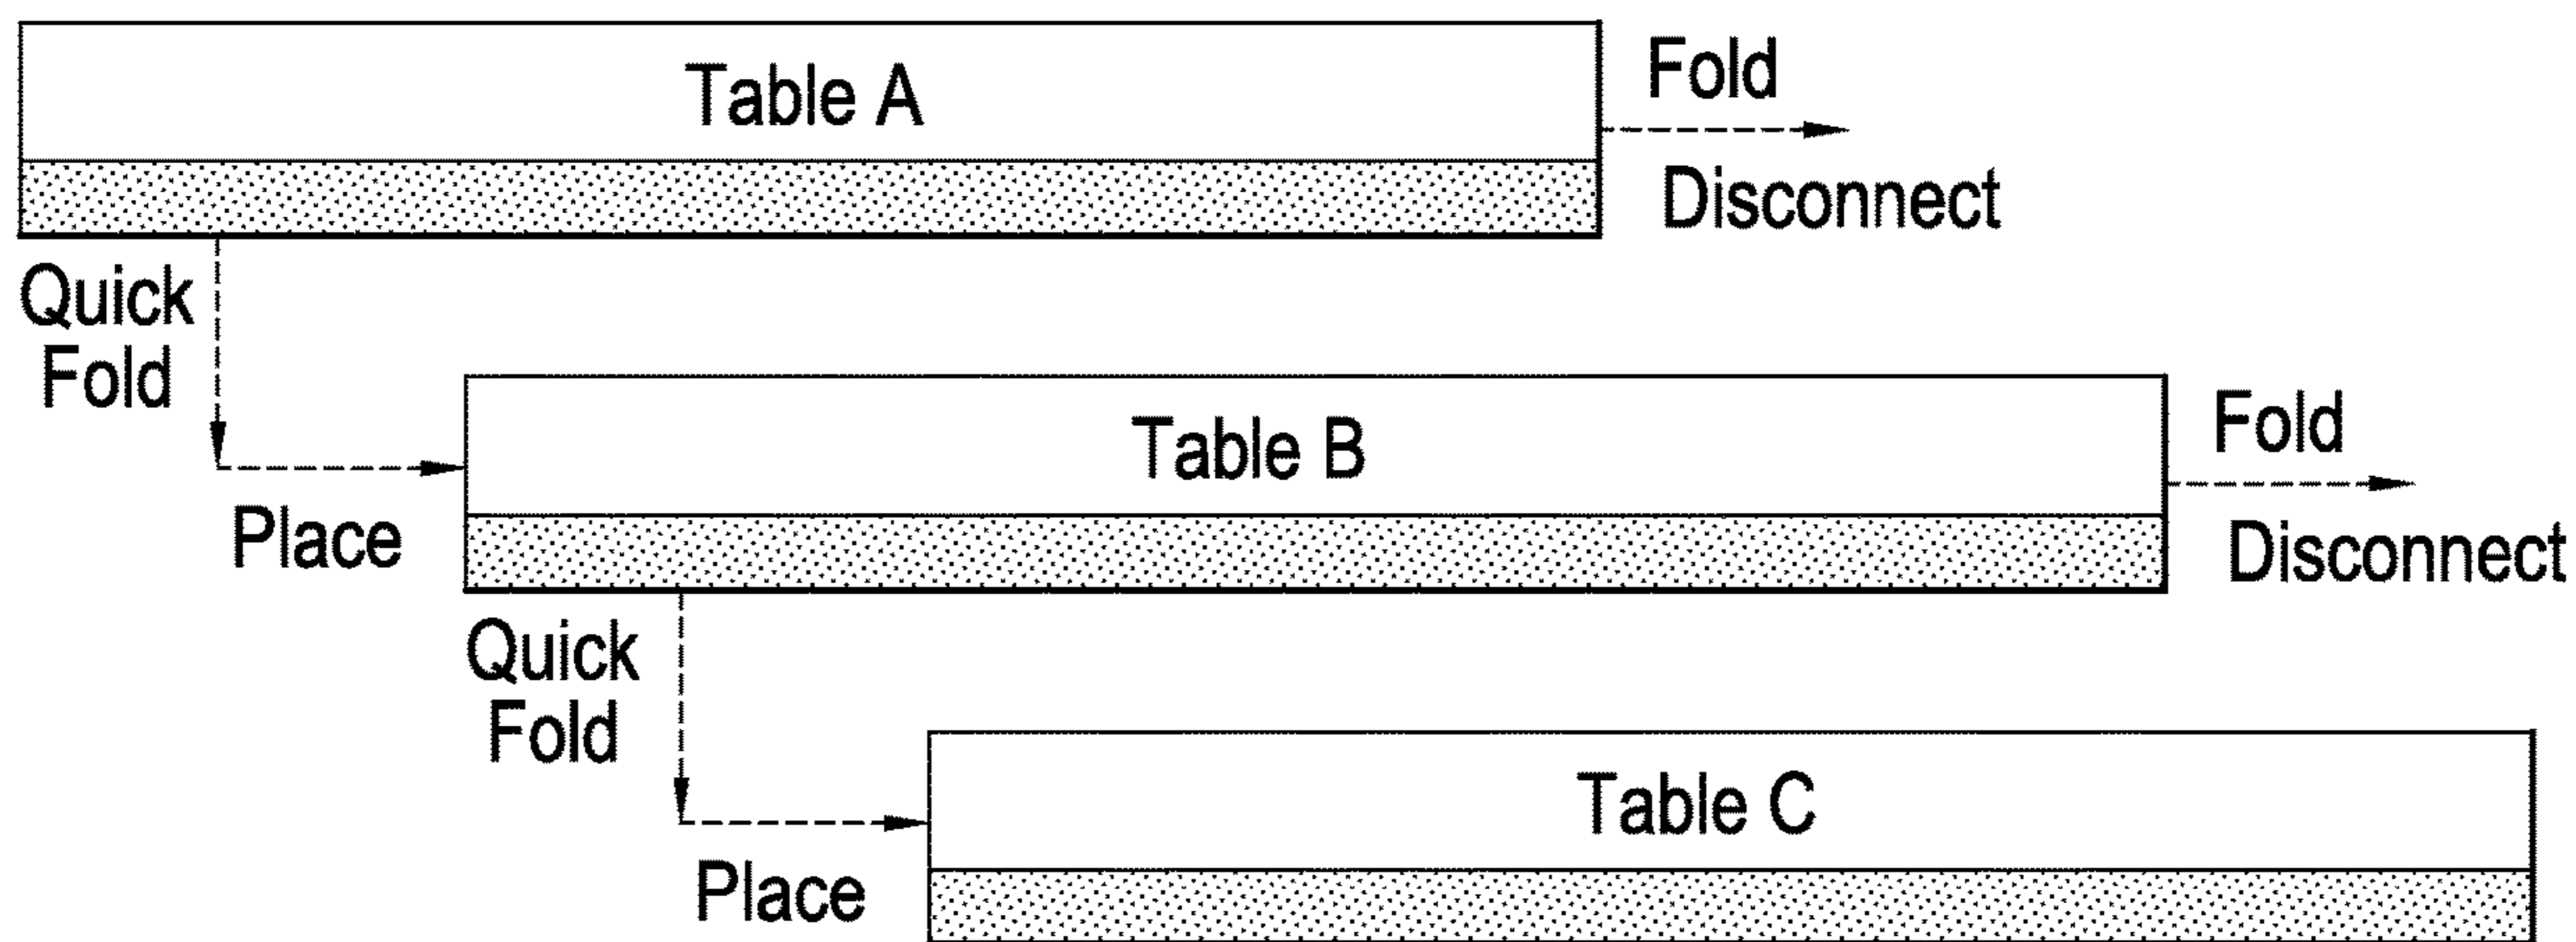 Table A
Fold
Disconnect
Quick
Fold
Place
Table B
Fold
Disconnect
Quick
Fold
Place
Table C